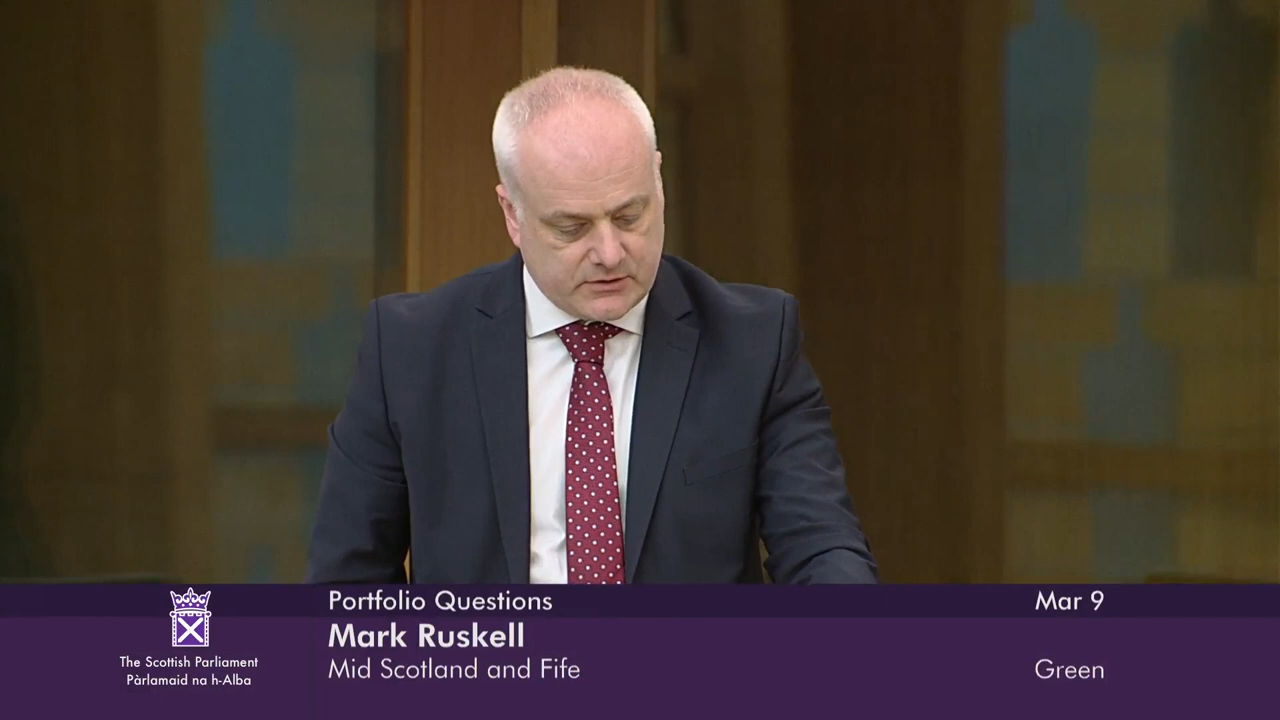 Portfolio Questions
Mar 9
Mark Ruskell
Mid Scotland and Fife
Green
The Scottish Parliament
Pàrlamaid na h-Alba